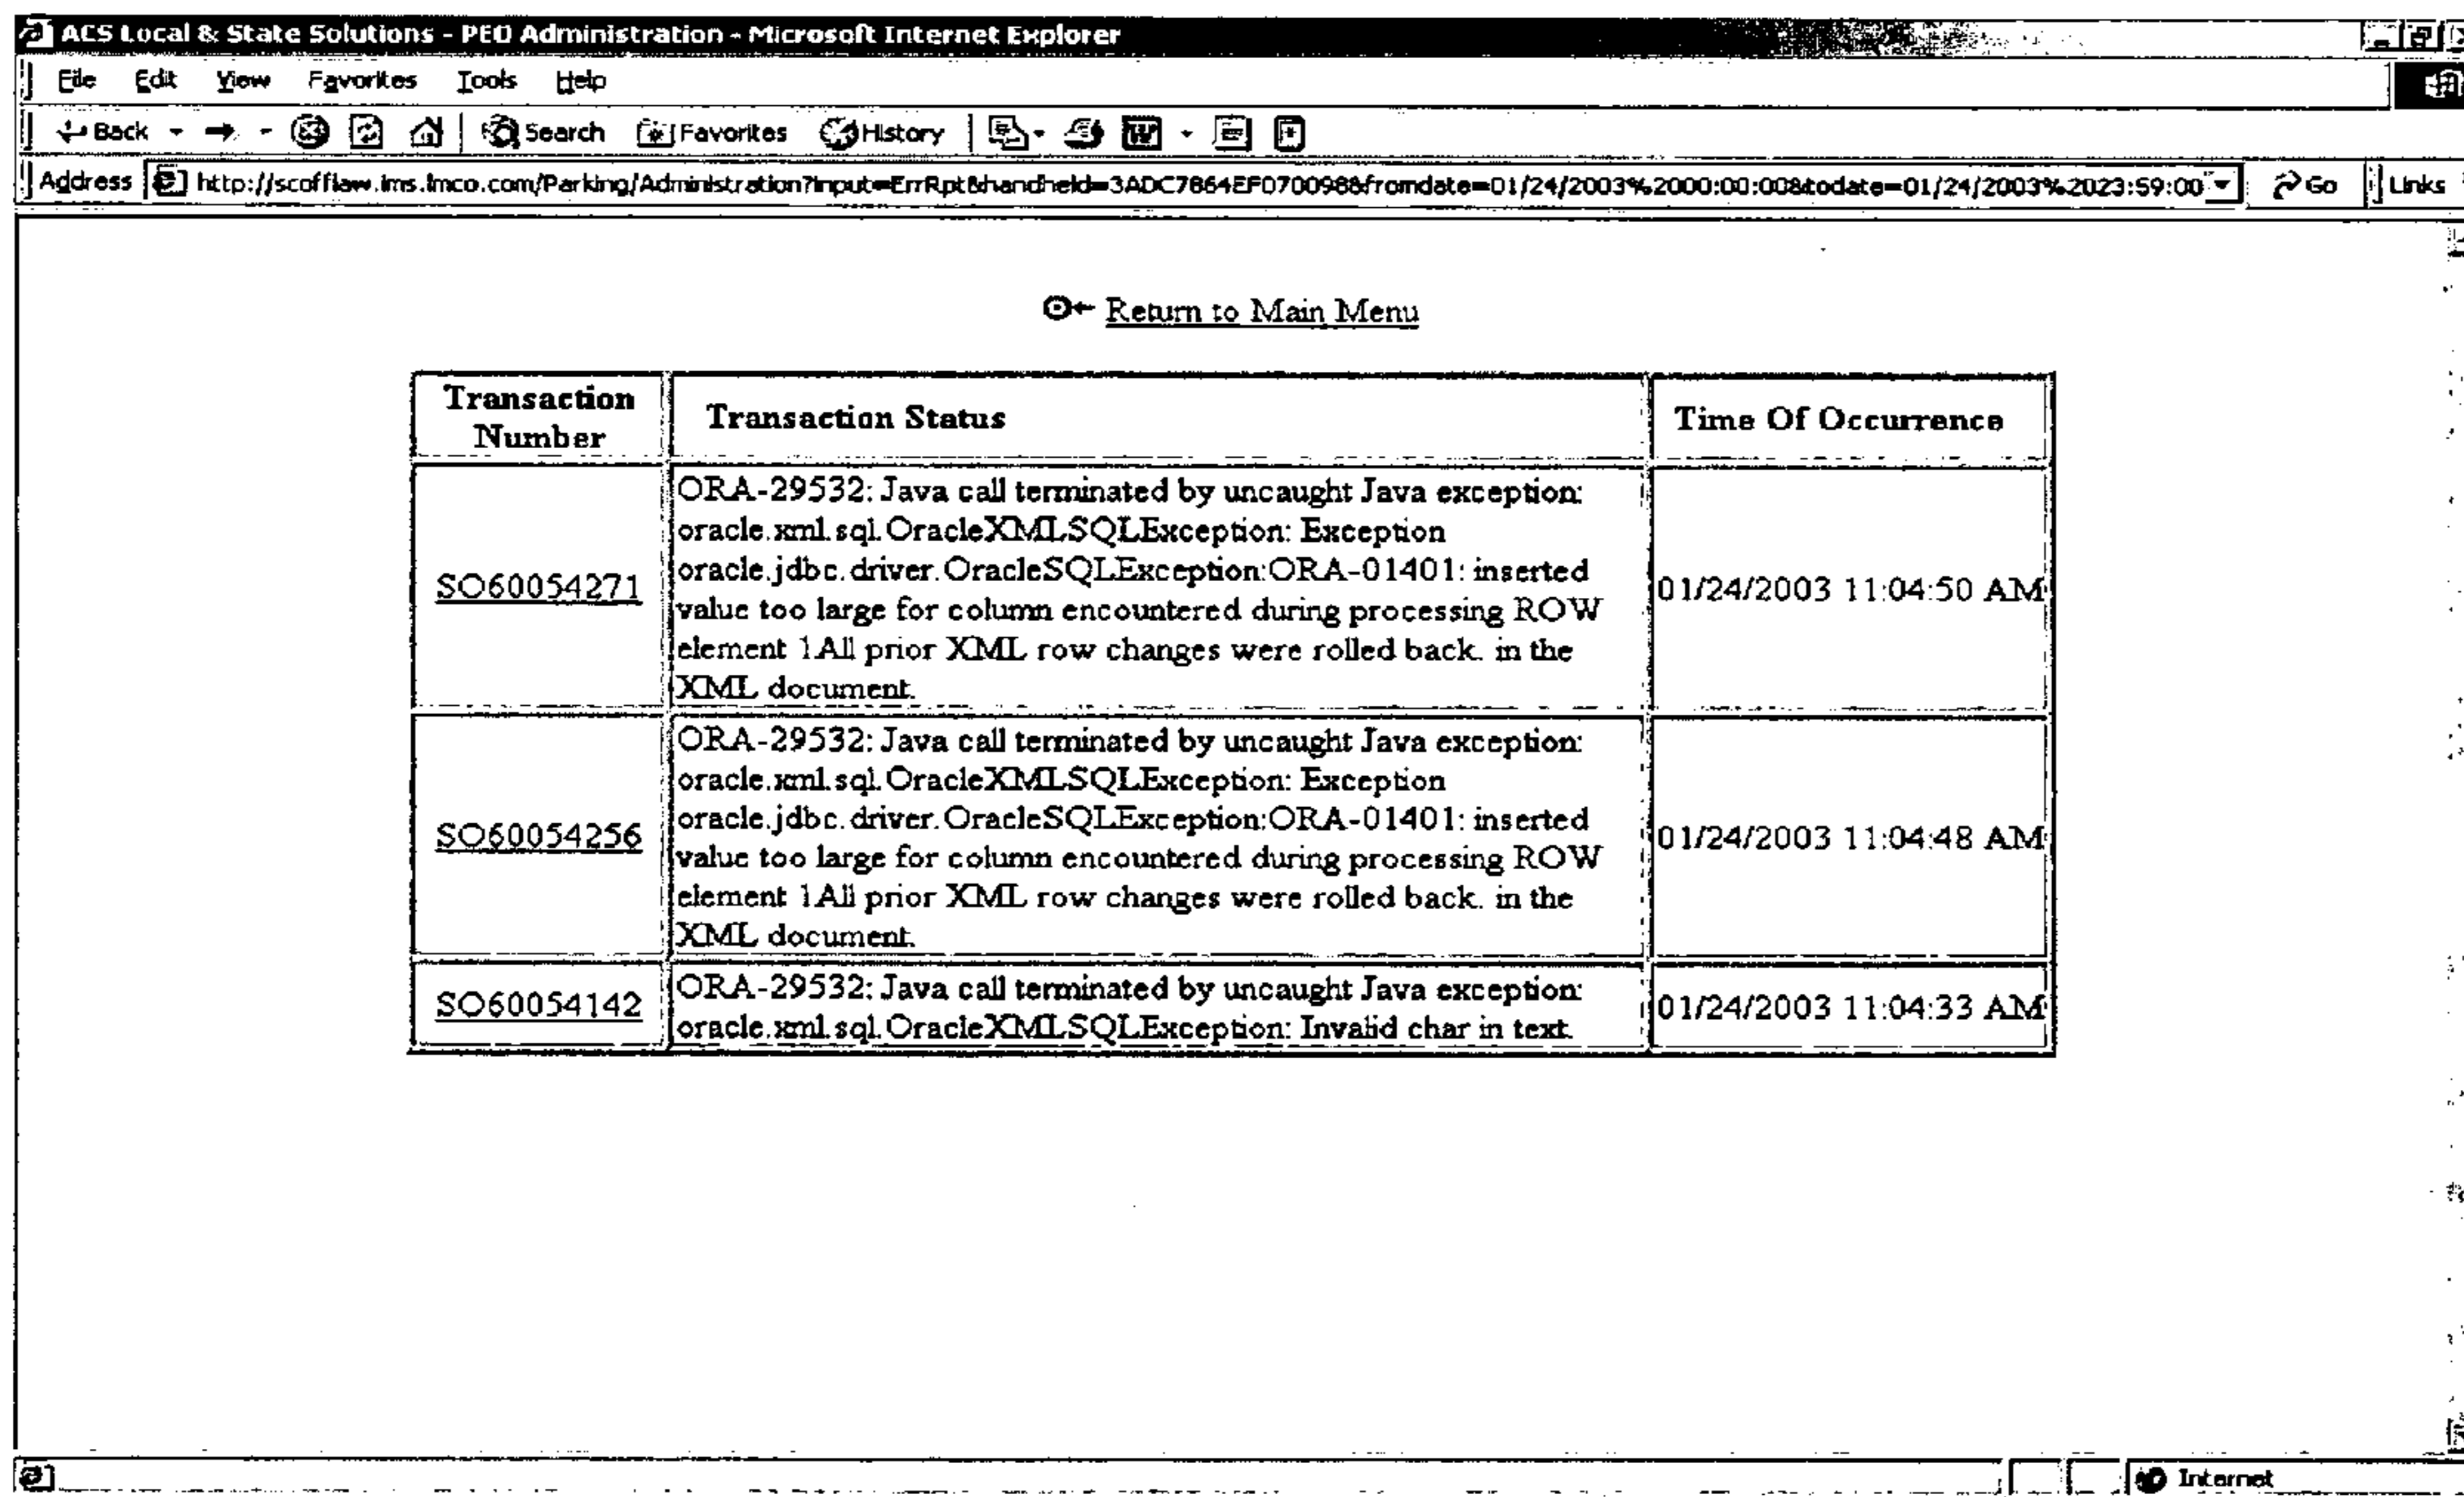 ACS Local & State Solutions - PEO Administration - Microsoft Internet Explorer
File Edit View Favorites Tools Help
Back Search Favorites History
Address http://scofflaw.ims.lmco.com/Parking/Administration?input=ErrRpt&handheld=3ADC7864EF070098&fromdate=01/24/2003%2000:00:00&todate=01/24/2003%2023:59:00 Go Links
Return to Main Menu
Transaction
Number
Transaction Status
Time Of Occurrence
SO60054271
ORA-29532: Java call terminated by uncaught Java exception:
oracle.xml.sql.OracleXMLSQLException: Exception
oracle.jdbc.driver.OracleSQLException:ORA-01401: inserted
value too large for column encountered during processing ROW
element 1All prior XML row changes were rolled back. in the
XML document.
01/24/2003 11:04:50 AM
SO60054256
ORA-29532: Java call terminated by uncaught Java exception:
oracle.xml.sql.OracleXMLSQLException: Exception
oracle.jdbc.driver.OracleSQLException:ORA-01401: inserted
value too large for column encountered during processing ROW
element 1All prior XML row changes were rolled back. in the
XML document.
01/24/2003 11:04:48 AM
SO60054142
ORA-29532: Java call terminated by uncaught Java exception:
oracle.xml.sql.OracleXMLSQLException: Invalid char in text.
01/24/2003 11:04:33 AM
Internet